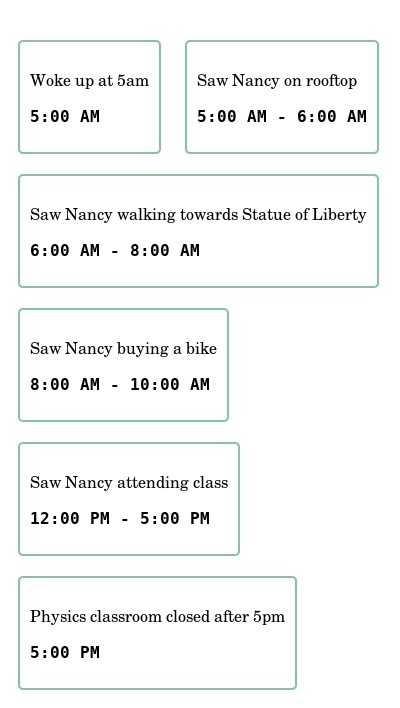 Woke up at 5am
5:00 AM
Saw Nancy on rooftop
5:00 AM - 6:00 AM
Saw Nancy walking towards Statue of Liberty
6:00 AM - 8:00 AM
Saw Nancy buying a bike
8:00 AM - 10:00 AM
Saw Nancy attending class
12:00 PM - 5:00 PM
Physics classroom closed after 5pm
5:00 PM